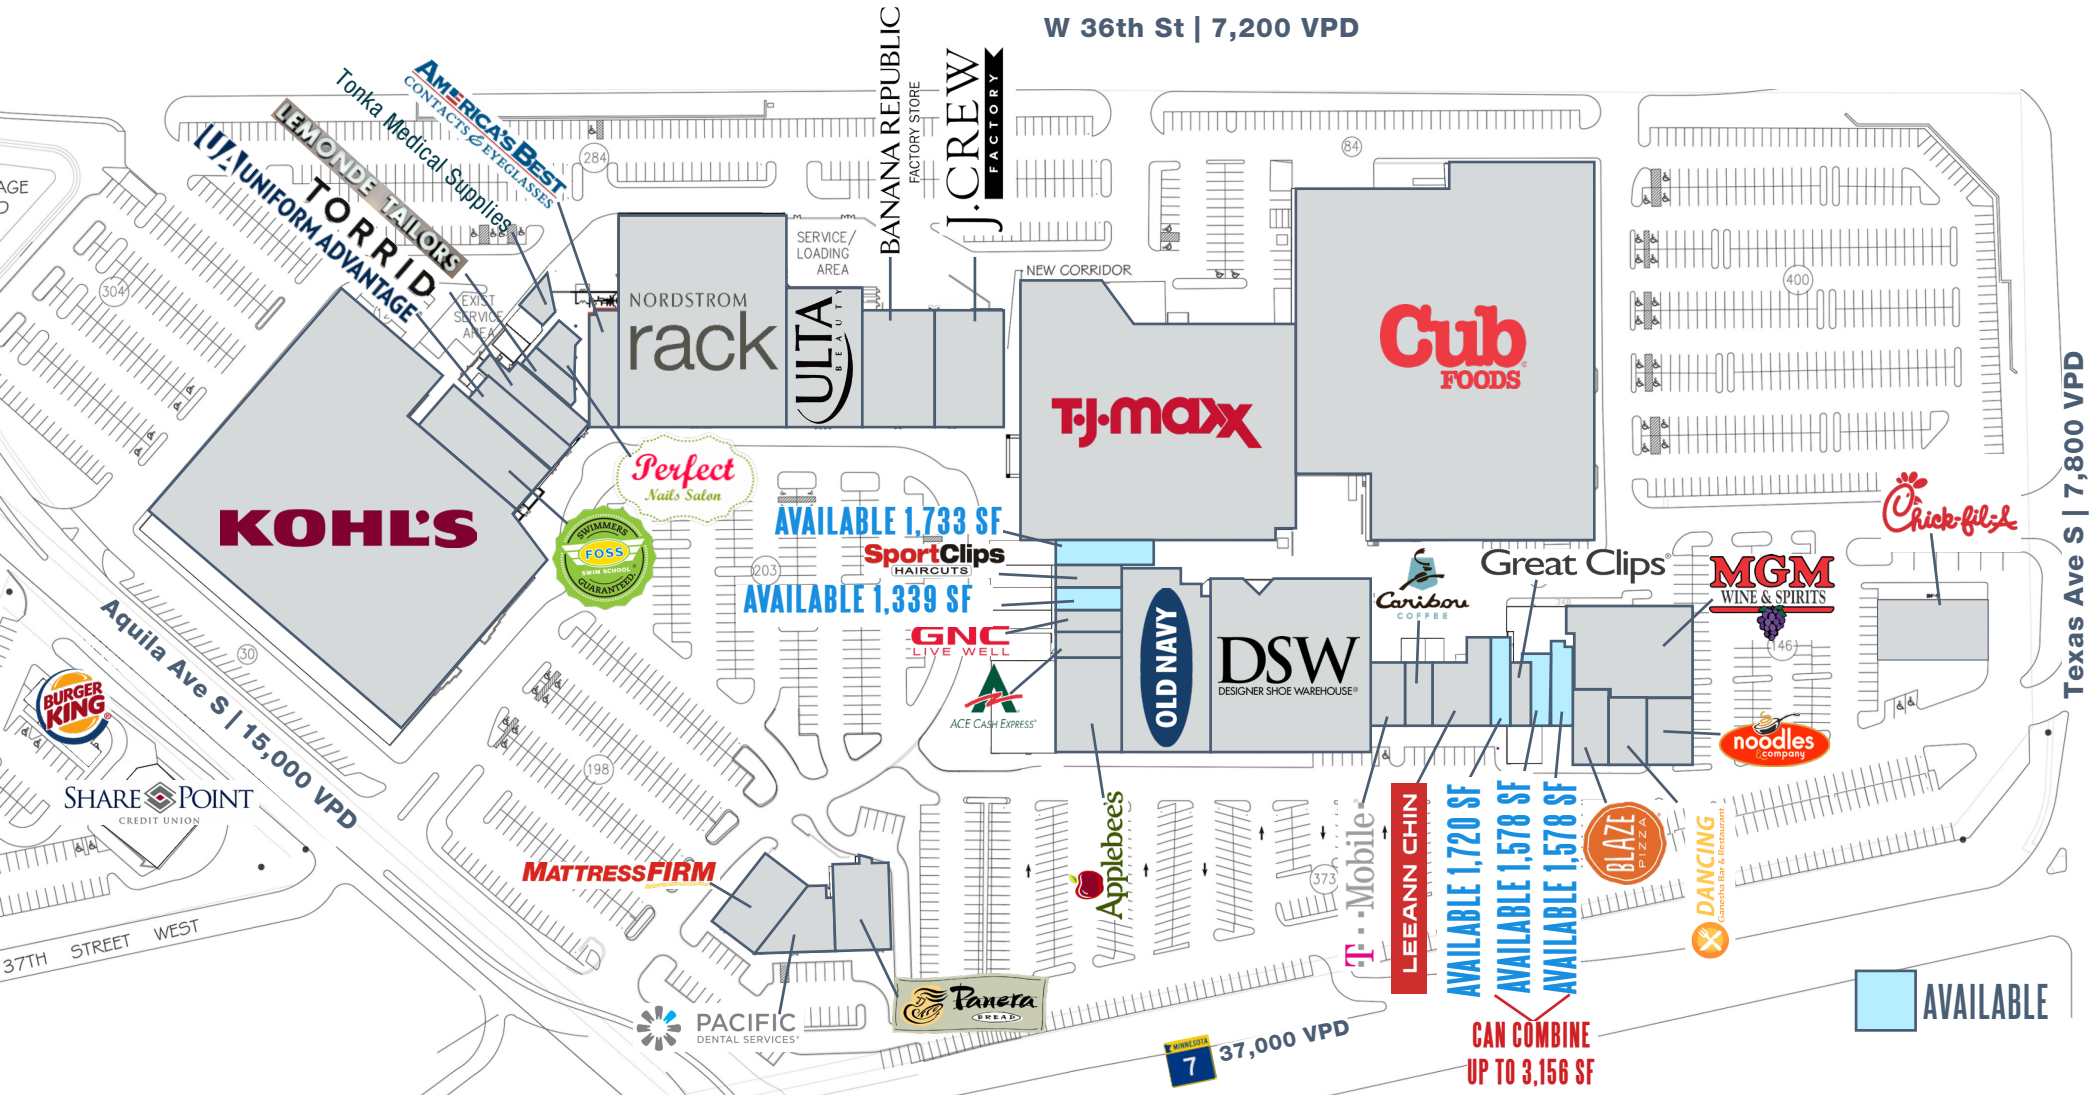 W 36th St | 7,200 VPD
BANANA REPUBLIC
FACTORY STORE
J.CREW
FACTORY
AMERICA'S BEST
CONTACTS & EYEGLASSES
Tonka Medical Supplies
LEMONDE TAILORS
TORRID
UA UNIFORM ADVANTAGE
284
84
304
400
EXIST
SERVICE
AREA
SERVICE/
LOADING
AREA
NEW CORRIDOR
NORDSTROM
rack
ULTA
BEAUTY
T·J·maxx
Cub
FOODS
Texas Ave S | 7,800 VPD
KOHL'S
Perfect
Nails Salon
SWIMMERS
FOSS
SWIM SCHOOL
GUARANTEED.
203
AVAILABLE 1,733 SF
SportClips
HAIRCUTS
AVAILABLE 1,339 SF
GNC
LIVE WELL
ACE CASH EXPRESS
OLD NAVY
DSW
DESIGNER SHOE WAREHOUSE®
Caribou
COFFEE
Great Clips®
MGM
WINE & SPIRITS
Chick-fil-A
146
noodles
& company
Aquila Ave S | 15,000 VPD
30
BURGER
KING®
SHARE POINT
CREDIT UNION
198
37TH STREET WEST
MATTRESSFIRM
PACIFIC
DENTAL SERVICES®
Panera
BREAD
Applebee's
373
T··Mobile®
LEEANN CHIN
AVAILABLE 1,720 SF
AVAILABLE 1,578 SF
AVAILABLE 1,578 SF
BLAZE
PIZZA
DANCING
Ganesha Bar & Restaurant
CAN COMBINE
UP TO 3,156 SF
MINNESOTA
7
37,000 VPD
AVAILABLE